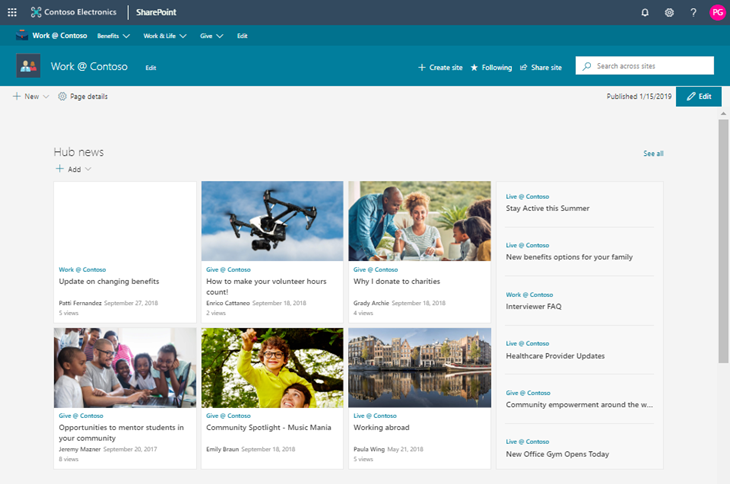 Contoso Electronics SharePoint ? PG
Work @ Contoso Benefits Work & Life Give Edit
Work @ Contoso Edit + Create site Following Share site Search across sites
+ New Page details Published 1/15/2019 Edit
Hub news See all
+ Add
Work @ Contoso
Update on changing benefits
Patti Fernandez September 27, 2018
5 views
Give @ Contoso
How to make your volunteer hours
count!
Enrico Cattaneo September 18, 2018
2 views
Give @ Contoso
Why I donate to charities
Grady Archie September 18, 2018
4 views
Give @ Contoso
Opportunities to mentor students in
your community
Jeremy Mazner September 20, 2017
8 views
Give @ Contoso
Community Spotlight - Music Mania
Emily Braun September 18, 2018
Live @ Contoso
Working abroad
Paula Wing May 21, 2018
5 views
Live @ Contoso
Stay Active this Summer
Live @ Contoso
New benefits options for your family
Work @ Contoso
Interviewer FAQ
Live @ Contoso
Healthcare Provider Updates
Give @ Contoso
Community empowerment around the w...
Live @ Contoso
New Office Gym Opens Today